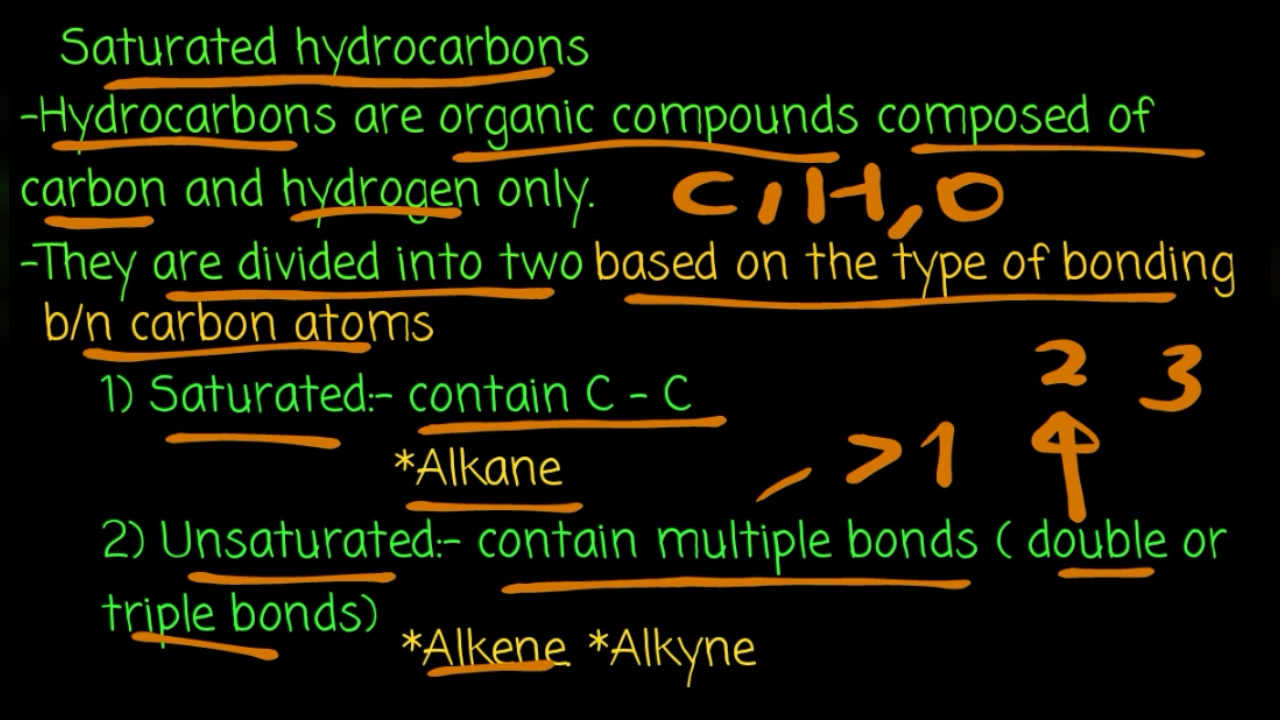 Saturated hydrocarbons
-Hydrocarbons are organic compounds composed of
carbon and hydrogen only. C, H, O
-They are divided into two based on the type of bonding
b/n carbon atoms
2 3
1) Saturated:- contain C - C
, >1
*Alkane
2) Unsaturated:- contain multiple bonds ( double or
triple bonds)
*Alkene *Alkyne